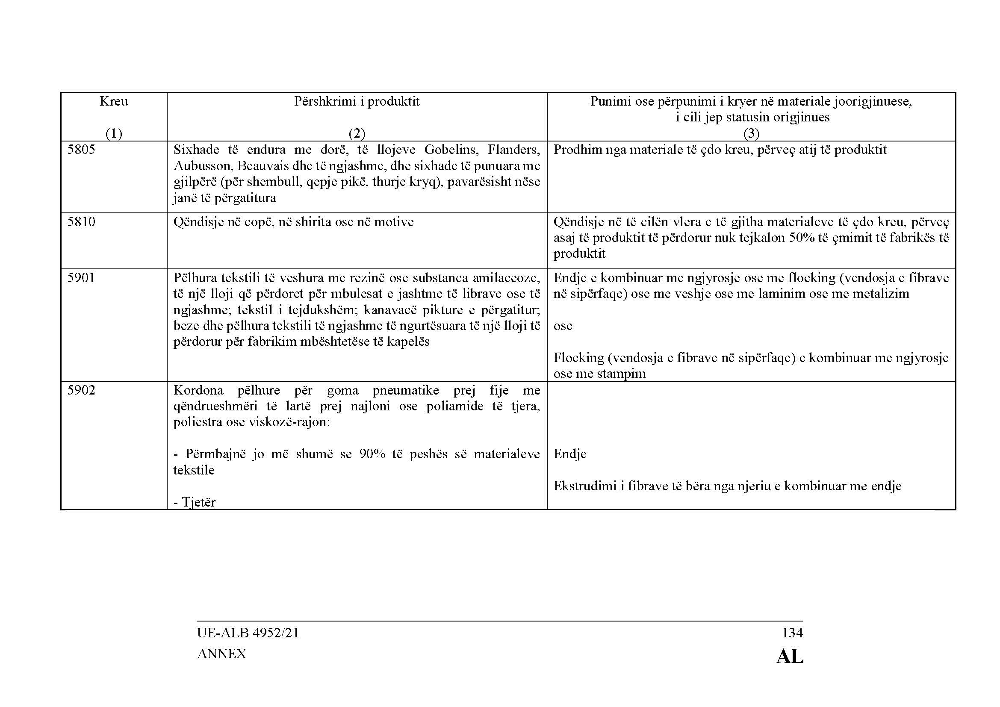 Kreu
(1)
Përshkrimi i produktit
(2)
Punimi ose përpunimi i kryer në materiale joorigjinuese,
i cili jep statusin origjinues
(3)
5805
Sixhade të endura me dorë, të llojeve Gobelins, Flanders,
Aubusson, Beauvais dhe të ngjashme, dhe sixhade të punuara me
gjilpërë (për shembull, qepje pikë, thurje kryq), pavarësisht nëse
janë të përgatitura
Prodhim nga materiale të çdo kreu, përveç atij të produktit
5810
Qëndisje në copë, në shirita ose në motive
Qëndisje në të cilën vlera e të gjitha materialeve të çdo kreu, përveç
asaj të produktit të përdorur nuk tejkalon 50% të çmimit të fabrikës të
produktit
5901
Pëlhura tekstili të veshura me rezinë ose substanca amilaceoze,
të një lloji që përdoret për mbulesat e jashtme të librave ose të
ngjashme; tekstil i tejdukshëm; kanavacë pikture e përgatitur;
beze dhe pëlhura tekstili të ngjashme të ngurtësuara të një lloji të
përdorur për fabrikim mbështetëse të kapelës
Endje e kombinuar me ngjyrosje ose me flocking (vendosja e fibrave
në sipërfaqe) ose me veshje ose me laminim ose me metalizim
ose
Flocking (vendosja e fibrave në sipërfaqe) e kombinuar me ngjyrosje
ose me stampim
5902
Kordona pëlhure për goma pneumatike prej fije me
qëndrueshmëri të lartë prej najloni ose poliamide të tjera,
poliestra ose viskozë-rajon:
- Përmbajnë jo më shumë se 90% të peshës së materialeve
tekstile
- Tjetër
Endje
Ekstrudimi i fibrave të bëra nga njeriu e kombinuar me endje
UE-ALB 4952/21
134
ANNEX
AL